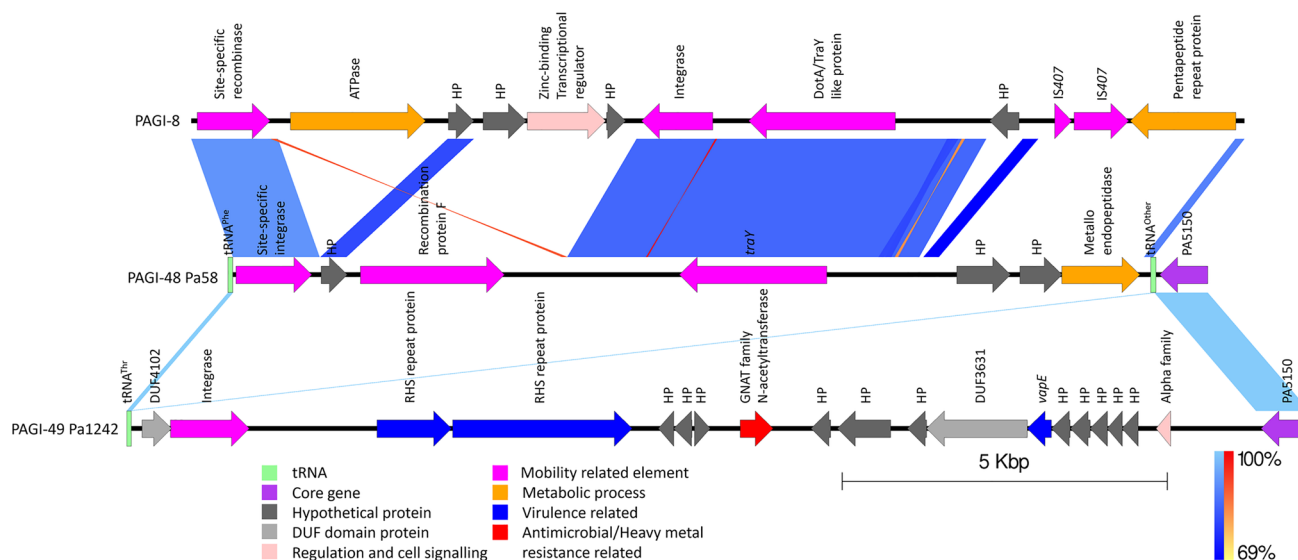 Site-specific
recombinase
ATPase
HP
HP
Zinc-binding
Transcriptional
regulator
HP
Integrase
DotA/TraY
like protein
HP
IS407
IS407
Pentapeptide
repeat protein
PAGI-8
tRNAPhe
Site-specific
integrase
HP
Recombination
protein F
traY
HP
HP
Metallo
endopeptidase
tRNAOther
PA5150
PAGI-48 Pa58
tRNAThr
DUF4102
Integrase
RHS repeat protein
RHS repeat protein
HP
HP
HP
GNAT family
N-acetyltransferase
HP
HP
HP
DUF3631
vapE
HP
HP
HP
HP
HP
Alpha family
PA5150
PAGI-49 Pa1242
tRNA
Core gene
Hypothetical protein
DUF domain protein
Regulation and cell signalling
Mobility related element
Metabolic process
Virulence related
Antimicrobial/Heavy metal
resistance related
5 Kbp
100%
69%